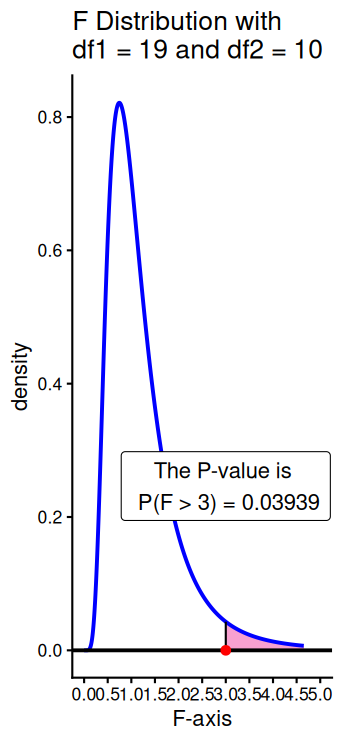 F Distribution with
df1 = 19 and df2 = 10
density
0.8
0.6
0.4
0.2
0.0
The P-value is
P(F > 3) = 0.03939
0.00.51.01.52.02.53.03.54.04.55.0
F-axis